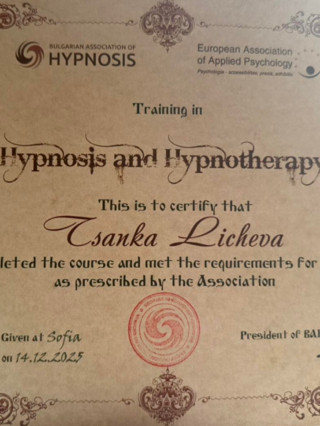 BULGARIAN ASSOCIATION OF
HYPNOSIS
European Association
of Applied Psychology
Training in
Hypnosis and Hypnotherapy
This is to certify that
Tsanka Licheva
leted the course and met the requirements for
as prescribed by the Association
Given at Sofia
President of BA
on 14.12.2025